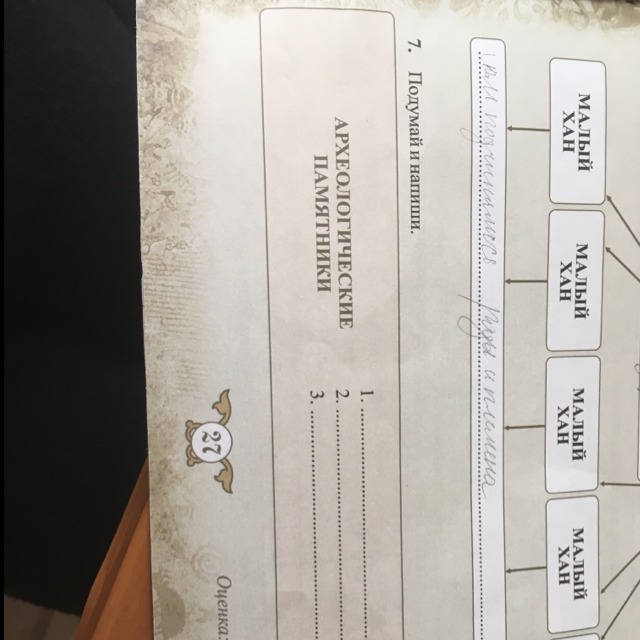 МАЛЫЙ
ХАН
МАЛЫЙ
ХАН
МАЛЫЙ
ХАН
МАЛЫЙ
ХАН
роды и племена
7. Подумай и напиши.
АРХЕОЛОГИЧЕСКИЕ
ПАМЯТНИКИ
1.
2.
3.
27
Оценка: